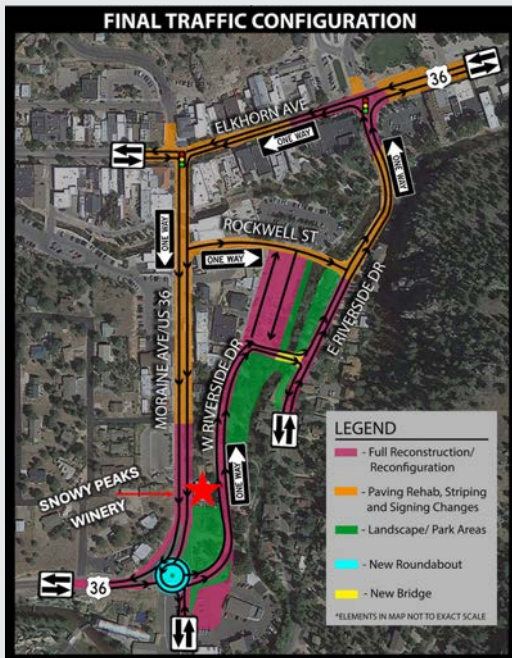 FINAL TRAFFIC CONFIGURATION
36
ELKHORN AVE
ONE WAY
ONE WAY
ONE WAY
ROCKWELL ST
ONE WAY
MORAINE AVE/US 36
W RIVERSIDE DR
E RIVERSIDE DR
ONE WAY
SNOWY PEAKS
WINERY
36
LEGEND
- Full Reconstruction/
Reconfiguration
- Paving Rehab, Striping
and Signing Changes
- Landscape/ Park Areas
- New Roundabout
- New Bridge
*ELEMENTS IN MAP NOT TO EXACT SCALE